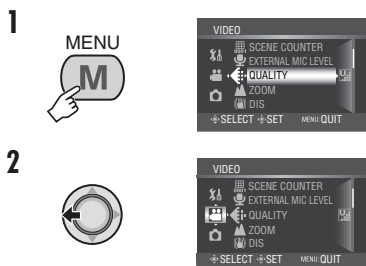 1
MENU
M
VIDEO
SCENE COUNTER
EXTERNAL MIC LEVEL
QUALITY
ZOOM
DIS
SELECT SET MENU: QUIT
2
VIDEO
SCENE COUNTER
EXTERNAL MIC LEVEL
QUALITY
ZOOM
DIS
SELECT SET MENU: QUIT